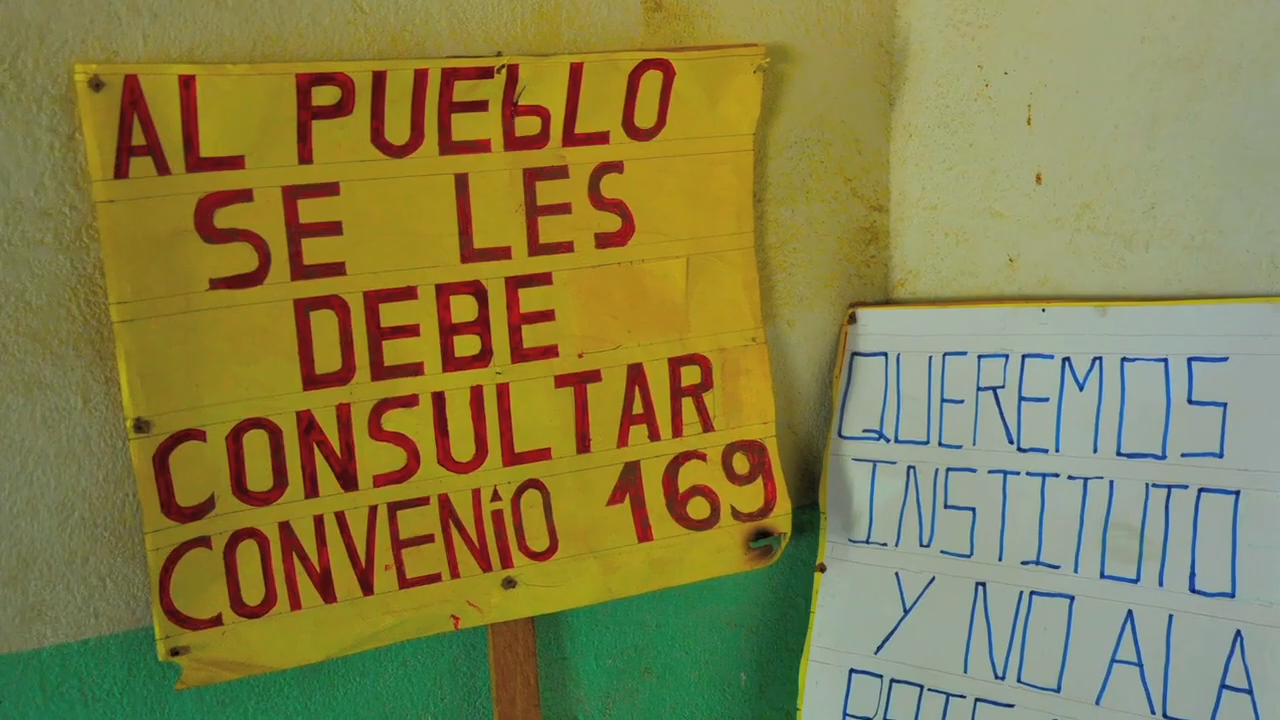 AL PUEbLO
SE LES
DEBE
CONSULTAR
CONVENiO 169
QUEREMOS
INSTITUTO
Y NO A LA